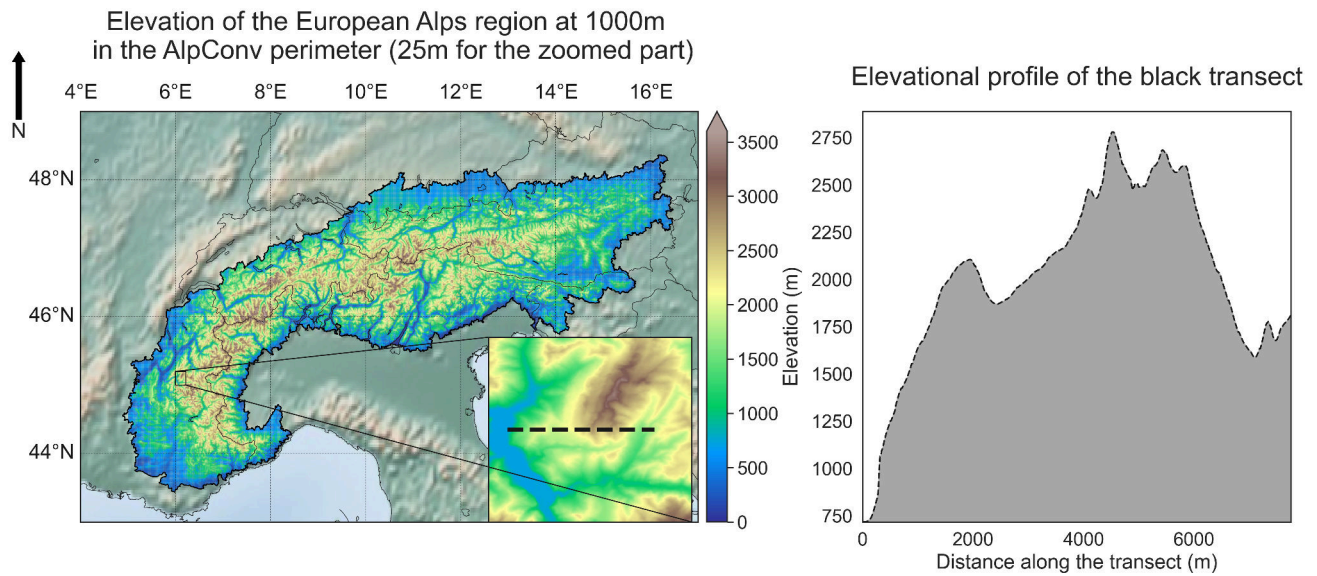 Elevation of the European Alps region at 1000m
in the AlpConv perimeter (25m for the zoomed part)
N
4°E 6°E 8°E 10°E 12°E 14°E 16°E
48°N
46°N
44°N
3500
3000
2500
2000
1500
1000
500
0
Elevation (m)
Elevational profile of the black transect
2750
2500
2250
2000
1750
1500
1250
1000
750
0 2000 4000 6000
Distance along the transect (m)